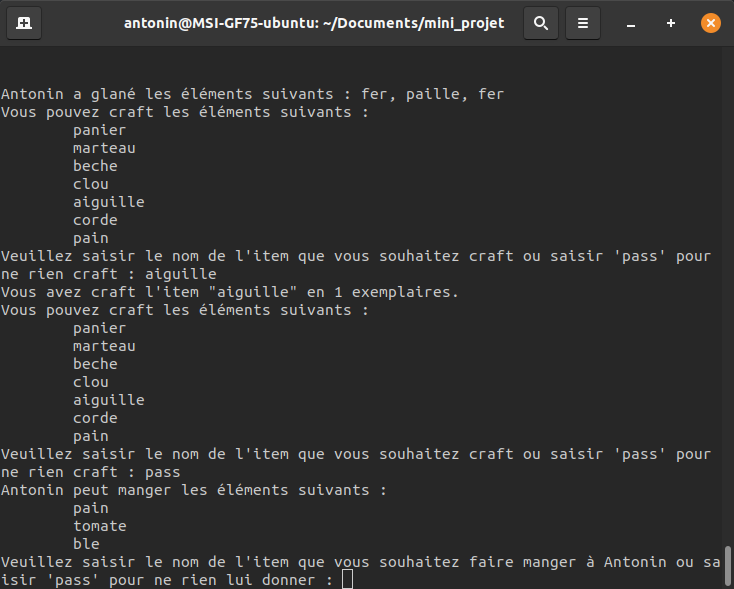 antonin@MSI-GF75-ubuntu: ~/Documents/mini_projet
Antonin a glané les éléments suivants : fer, paille, fer
Vous pouvez craft les éléments suivants :
panier
marteau
beche
clou
aiguille
corde
pain
Veuillez saisir le nom de l'item que vous souhaitez craft ou saisir 'pass' pour
ne rien craft : aiguille
Vous avez craft l'item "aiguille" en 1 exemplaires.
Vous pouvez craft les éléments suivants :
panier
marteau
beche
clou
aiguille
corde
pain
Veuillez saisir le nom de l'item que vous souhaitez craft ou saisir 'pass' pour
ne rien craft : pass
Antonin peut manger les éléments suivants :
pain
tomate
ble
Veuillez saisir le nom de l'item que vous souhaitez faire manger à Antonin ou sa
isir 'pass' pour ne rien lui donner :